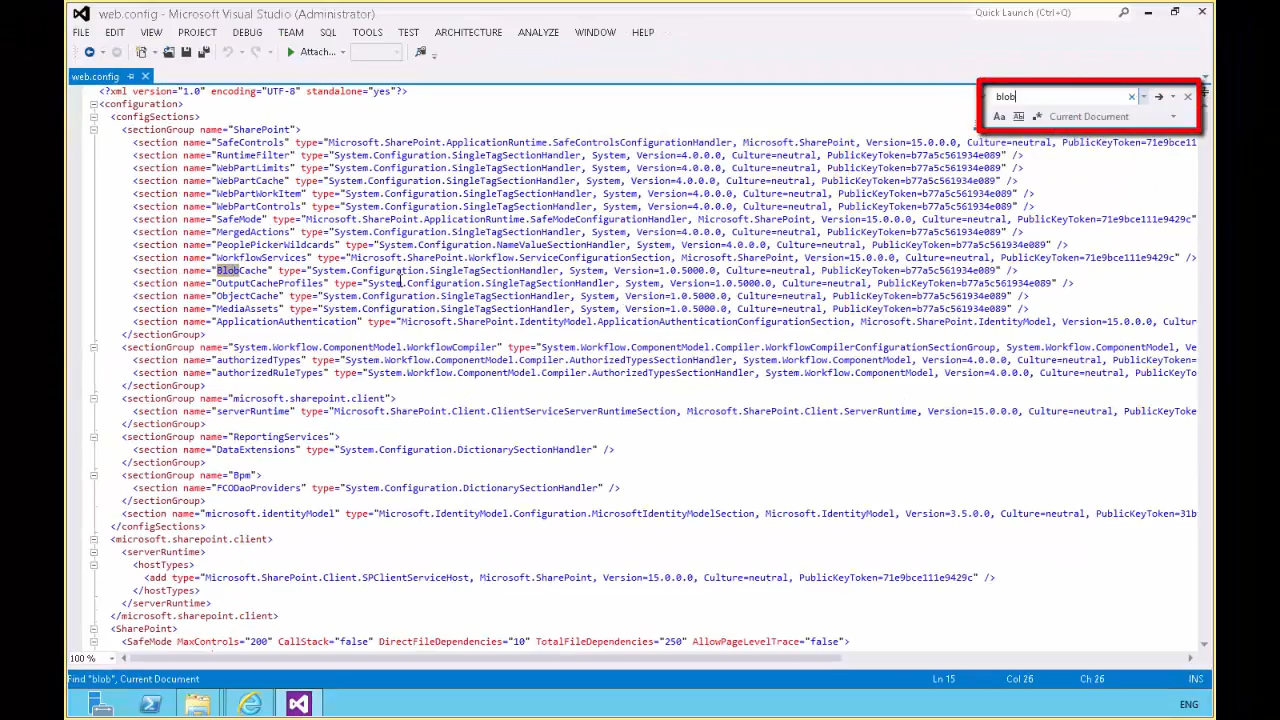 web.config - Microsoft Visual Studio (Administrator)
Quick Launch (Ctrl+Q)
FILE EDIT VIEW PROJECT DEBUG TEAM SQL TOOLS TEST ARCHITECTURE ANALYZE WINDOW HELP
Attach...
web.config
blob
Aa Ab Current Document
<?xml version="1.0" encoding="UTF-8" standalone="yes"?>
<configuration>
<configSections>
<sectionGroup name="SharePoint">
<section name="SafeControls" type="Microsoft.SharePoint.ApplicationRuntime.SafeControlsConfigurationHandler, Microsoft.SharePoint, Version=15.0.0.0, Culture=neutral, PublicKeyToken=71e9bce11
<section name="RuntimeFilter" type="System.Configuration.SingleTagSectionHandler, System, Version=4.0.0.0, Culture=neutral, PublicKeyToken=b77a5c561934e089" />
<section name="WebPartLimits" type="System.Configuration.SingleTagSectionHandler, System, Version=4.0.0.0, Culture=neutral, PublicKeyToken=b77a5c561934e089" />
<section name="WebPartCache" type="System.Configuration.SingleTagSectionHandler, System, Version=4.0.0.0, Culture=neutral, PublicKeyToken=b77a5c561934e089" />
<section name="WebPartWorkItem" type="System.Configuration.SingleTagSectionHandler, System, Version=4.0.0.0, Culture=neutral, PublicKeyToken=b77a5c561934e089" />
<section name="WebPartControls" type="System.Configuration.SingleTagSectionHandler, System, Version=4.0.0.0, Culture=neutral, PublicKeyToken=b77a5c561934e089" />
<section name="SafeMode" type="Microsoft.SharePoint.ApplicationRuntime.SafeModeConfigurationHandler, Microsoft.SharePoint, Version=15.0.0.0, Culture=neutral, PublicKeyToken=71e9bce111e9429c"
<section name="MergedActions" type="System.Configuration.SingleTagSectionHandler, System, Version=4.0.0.0, Culture=neutral, PublicKeyToken=b77a5c561934e089" />
<section name="PeoplePickerWildcards" type="System.Configuration.NameValueSectionHandler, System, Version=4.0.0.0, Culture=neutral, PublicKeyToken=b77a5c561934e089" />
<section name="WorkflowServices" type="Microsoft.SharePoint.Workflow.ServiceConfigurationSection, Microsoft.SharePoint, Version=15.0.0.0, Culture=neutral, PublicKeyToken=71e9bce111e9429c" />
<section name="BlobCache" type="System.Configuration.SingleTagSectionHandler, System, Version=1.0.5000.0, Culture=neutral, PublicKeyToken=b77a5c561934e089" />
<section name="OutputCacheProfiles" type="System.Configuration.SingleTagSectionHandler, System, Version=1.0.5000.0, Culture=neutral, PublicKeyToken=b77a5c561934e089" />
<section name="ObjectCache" type="System.Configuration.SingleTagSectionHandler, System, Version=1.0.5000.0, Culture=neutral, PublicKeyToken=b77a5c561934e089" />
<section name="MediaAssets" type="System.Configuration.SingleTagSectionHandler, System, Version=1.0.5000.0, Culture=neutral, PublicKeyToken=b77a5c561934e089" />
<section name="ApplicationAuthentication" type="Microsoft.SharePoint.IdentityModel.ApplicationAuthenticationConfigurationSection, Microsoft.SharePoint.IdentityModel, Version=15.0.0.0, Cultur
</sectionGroup>
<sectionGroup name="System.Workflow.ComponentModel.WorkflowCompiler" type="System.Workflow.ComponentModel.Compiler.WorkflowCompilerConfigurationSectionGroup, System.Workflow.ComponentModel, Ve
<section name="authorizedTypes" type="System.Workflow.ComponentModel.Compiler.AuthorizedTypesSectionHandler, System.Workflow.ComponentModel, Version=4.0.0.0, Culture=neutral, PublicKeyToke
<section name="authorizedRuleTypes" type="System.Workflow.ComponentModel.Compiler.AuthorizedTypesSectionHandler, System.Workflow.ComponentModel, Version=4.0.0.0, Culture=neutral, PublicKeyTo
</sectionGroup>
<sectionGroup name="microsoft.sharepoint.client">
<section name="serverRuntime" type="Microsoft.SharePoint.Client.ClientServiceServerRuntimeSection, Microsoft.SharePoint.Client.ServerRuntime, Version=15.0.0.0, Culture=neutral, PublicKeyToke
</sectionGroup>
<sectionGroup name="ReportingServices">
<section name="DataExtensions" type="System.Configuration.DictionarySectionHandler" />
</sectionGroup>
<sectionGroup name="Bpm">
<section name="FCODaoProviders" type="System.Configuration.DictionarySectionHandler" />
</sectionGroup>
<section name="microsoft.identityModel" type="Microsoft.IdentityModel.Configuration.MicrosoftIdentityModelSection, Microsoft.IdentityModel, Version=3.5.0.0, Culture=neutral, PublicKeyToken=31b
</configSections>
<microsoft.sharepoint.client>
<serverRuntime>
<hostTypes>
<add type="Microsoft.SharePoint.Client.SPClientServiceHost, Microsoft.SharePoint, Version=15.0.0.0, Culture=neutral, PublicKeyToken=71e9bce111e9429c" />
</hostTypes>
</serverRuntime>
</microsoft.sharepoint.client>
<SharePoint>
<SafeMode MaxControls="200" CallStack="false" DirectFileDependencies="10" TotalFileDependencies="250" AllowPageLevelTrace="false">
100 %
Find "blob", Current Document Ln 15 Col 26 Ch 26 INS
ENG